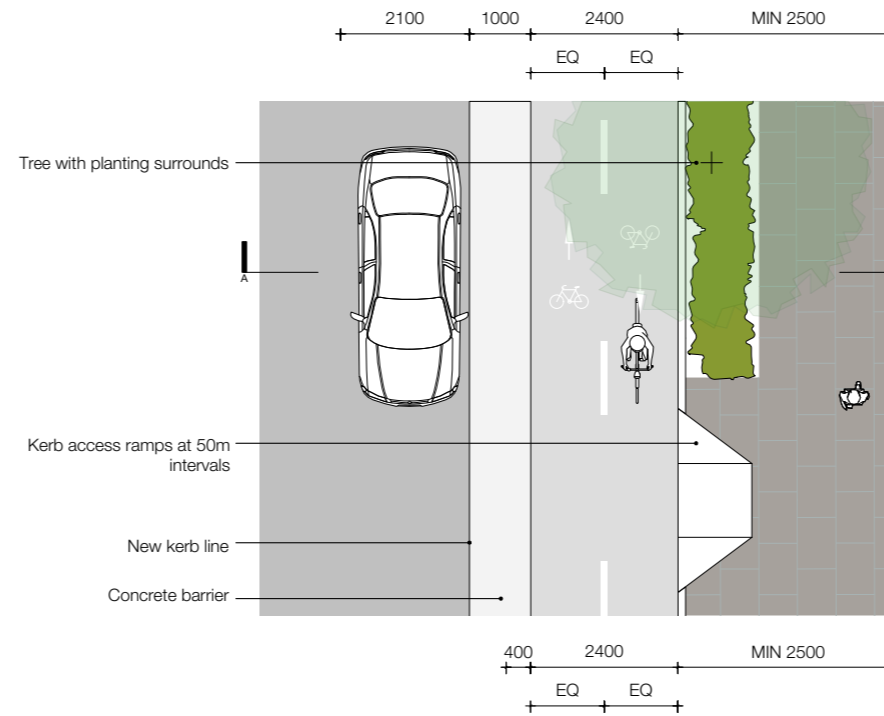 2100 1000 2400 MIN 2500
EQ EQ
Tree with planting surrounds
A
Kerb access ramps at 50m
intervals
New kerb line
Concrete barrier
400 2400 MIN 2500
EQ EQ